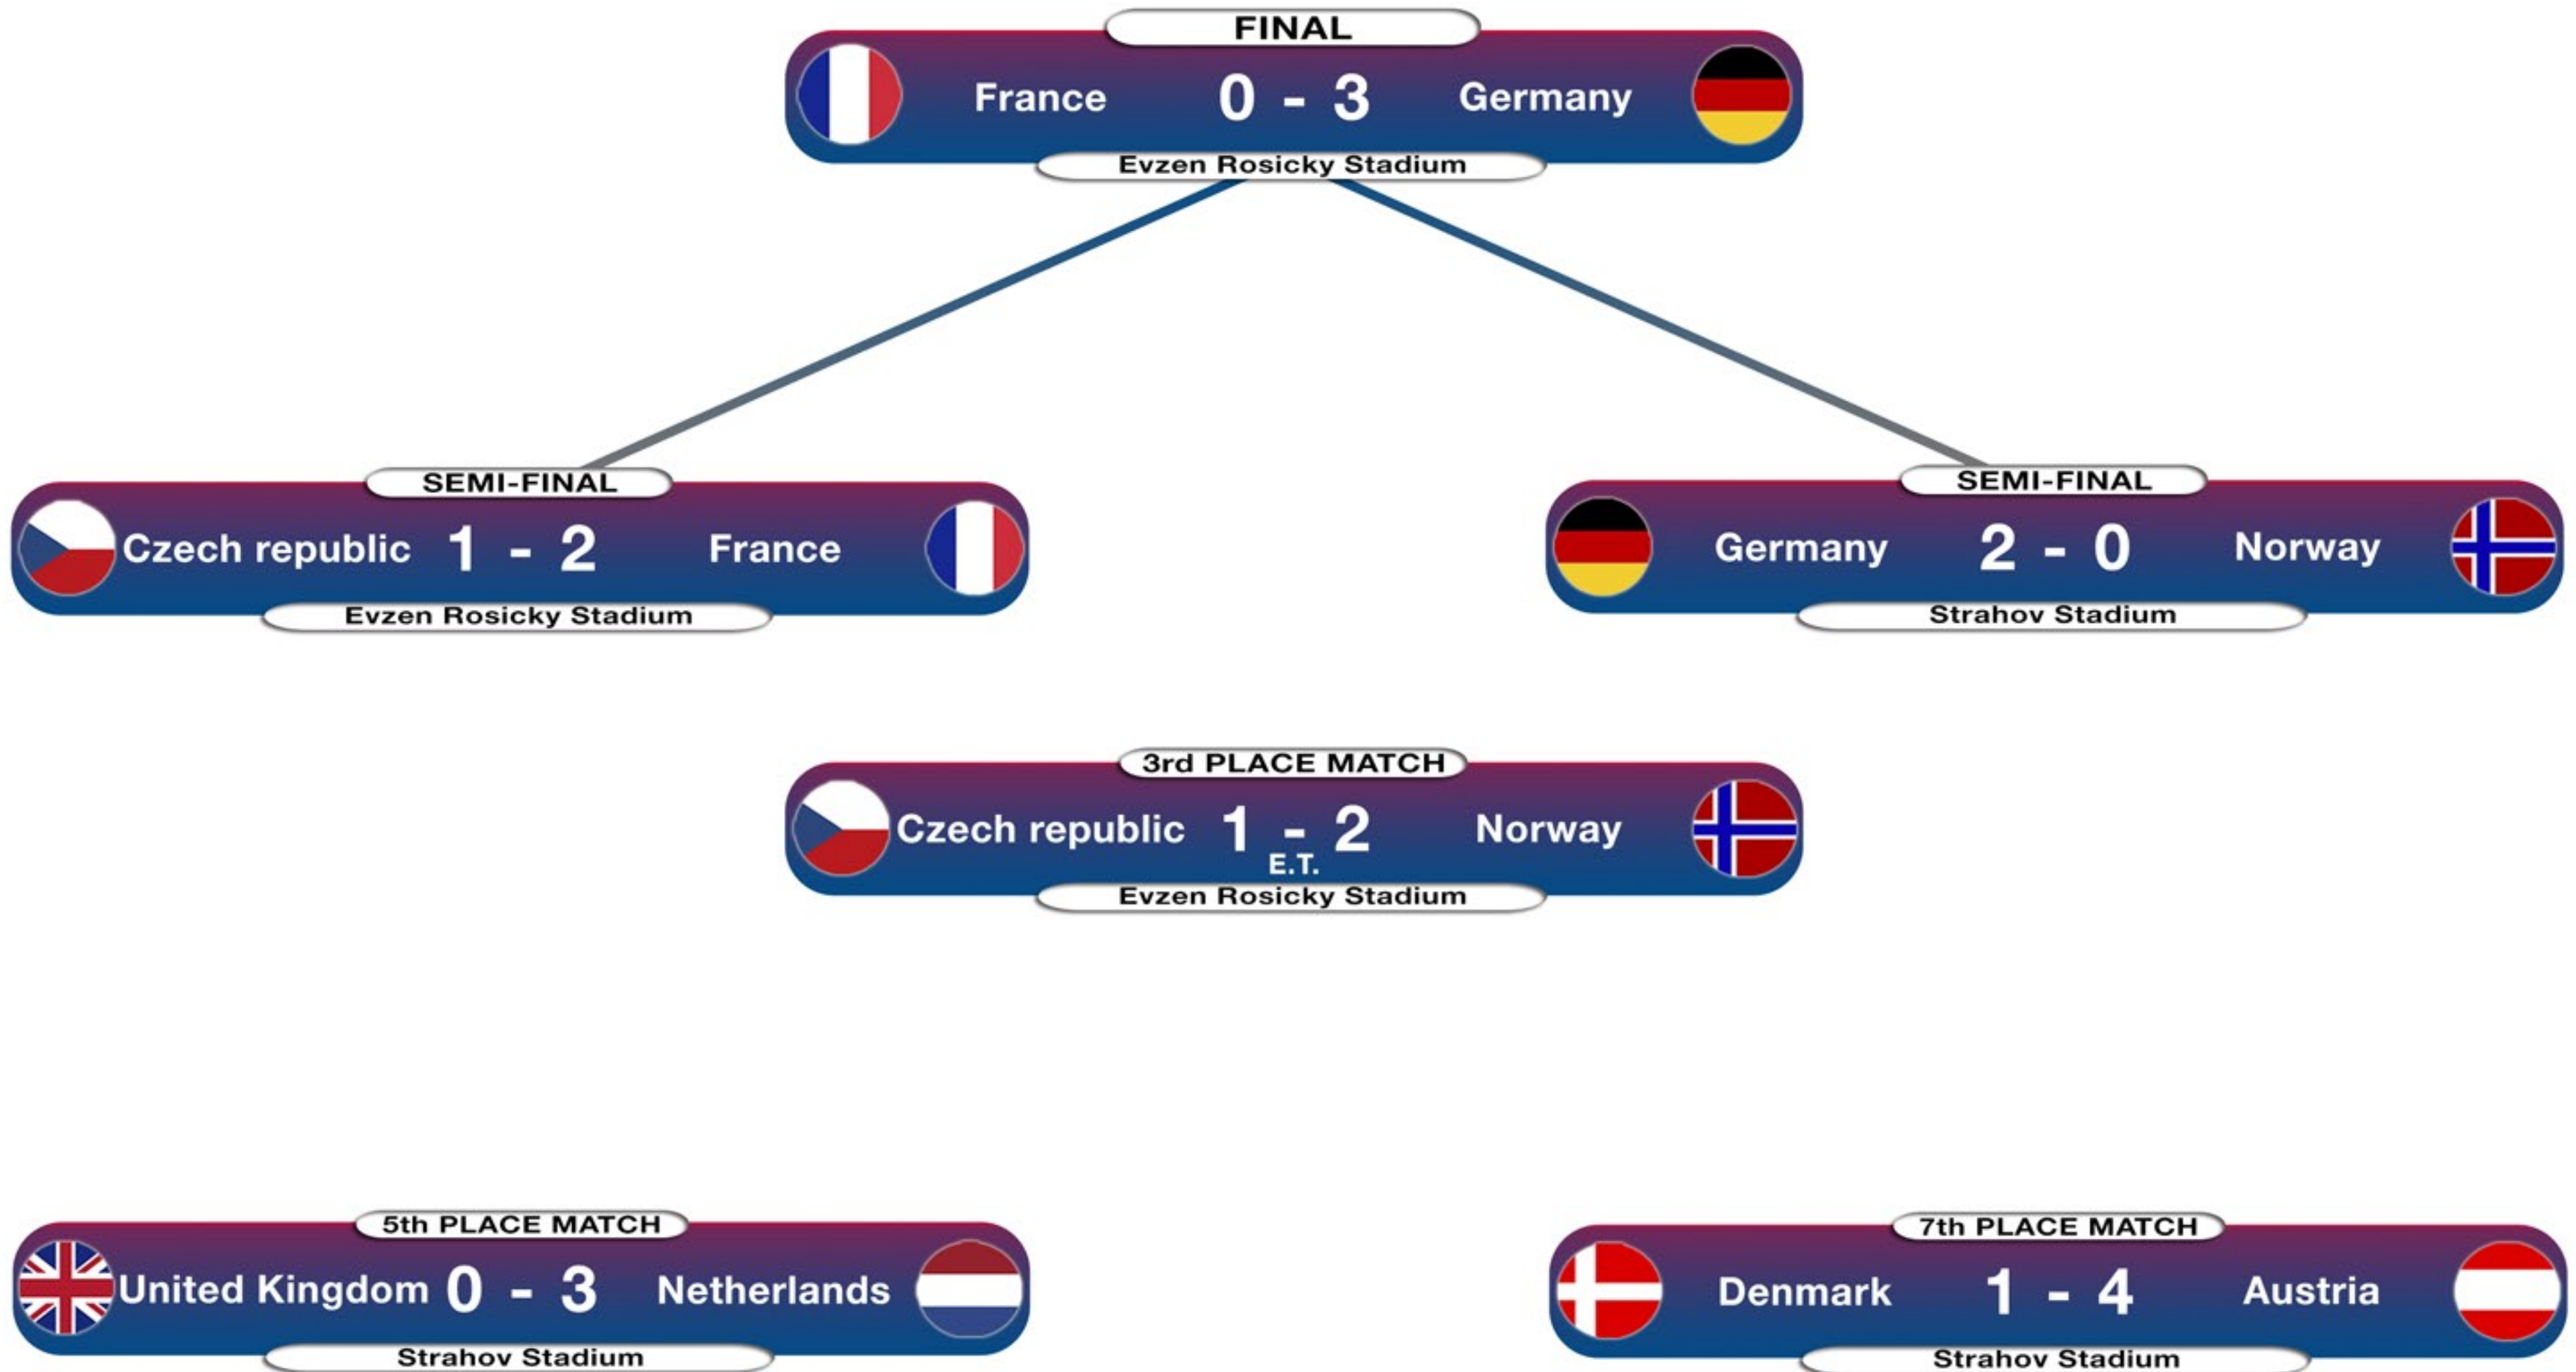 FINAL
France 0 - 3 Germany
Evzen Rosicky Stadium
SEMI-FINAL
Czech republic 1 - 2 France
Evzen Rosicky Stadium
SEMI-FINAL
Germany 2 - 0 Norway
Strahov Stadium
3rd PLACE MATCH
Czech republic 1 - 2 Norway
E.T.
Evzen Rosicky Stadium
5th PLACE MATCH
United Kingdom 0 - 3 Netherlands
Strahov Stadium
7th PLACE MATCH
Denmark 1 - 4 Austria
Strahov Stadium